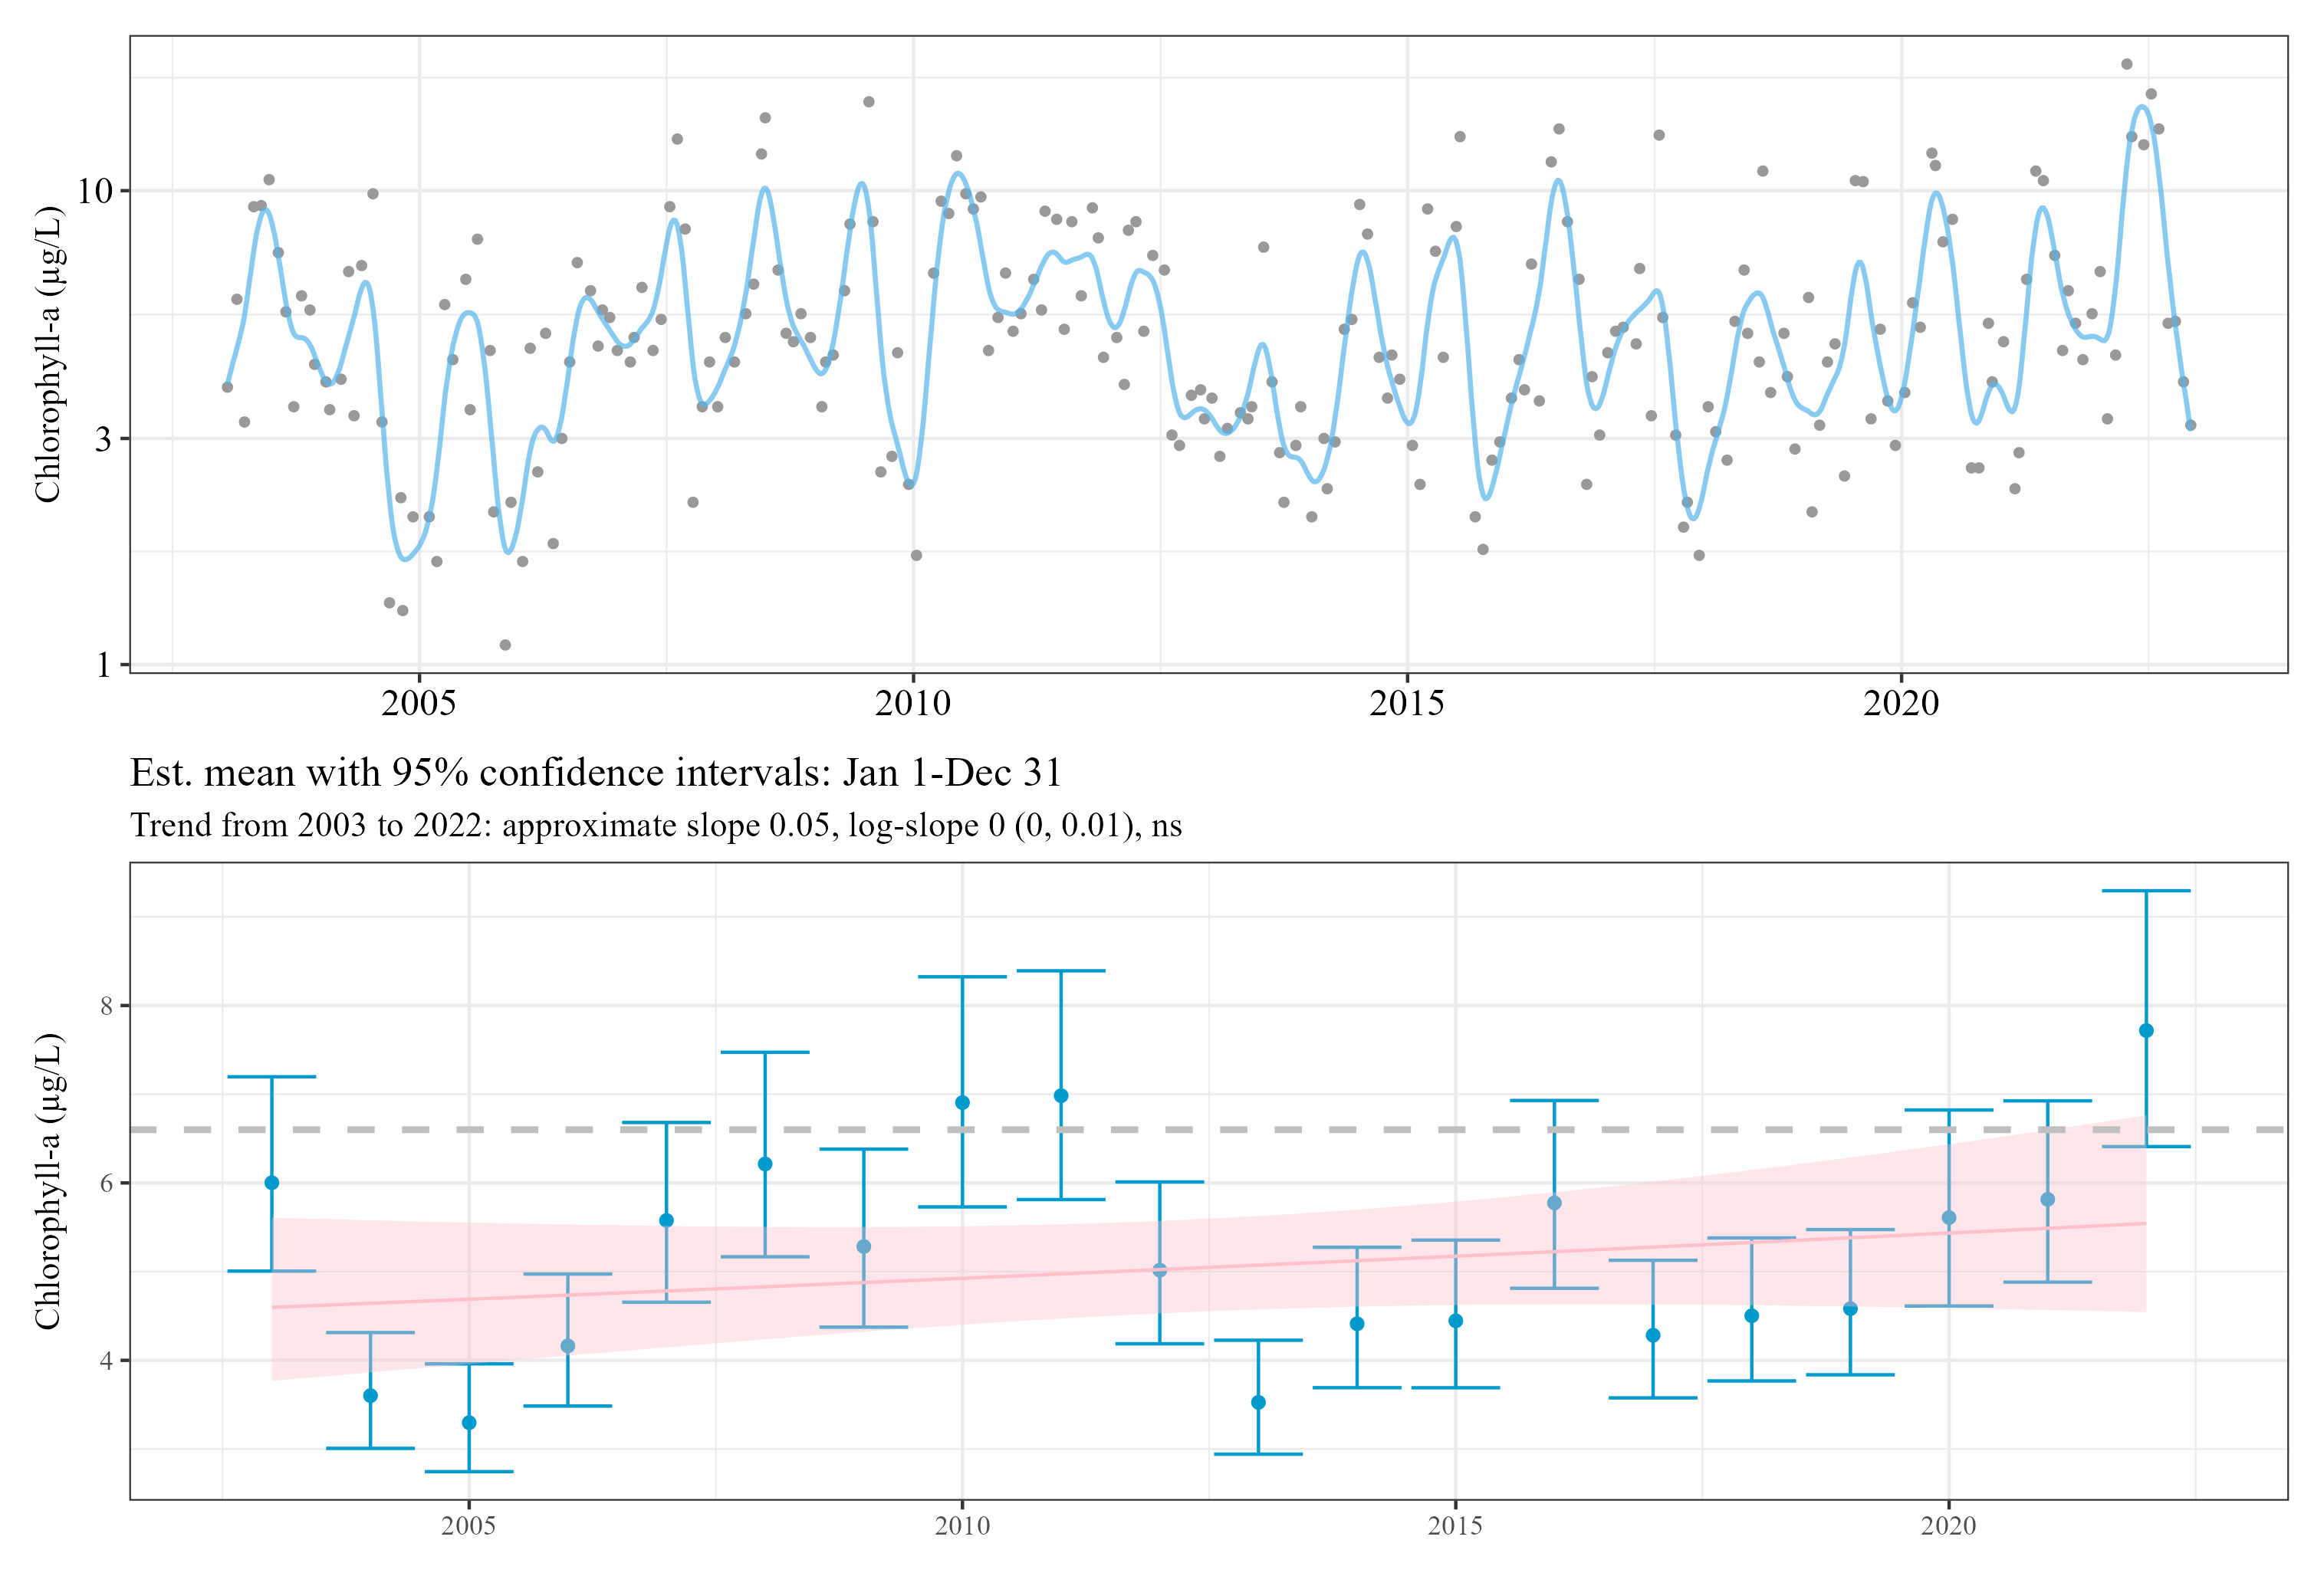 Chlorophyll-a (µg/L)
10
3
1
2005 2010 2015 2020
Est. mean with 95% confidence intervals: Jan 1-Dec 31
Trend from 2003 to 2022: approximate slope 0.05, log-slope 0 (0, 0.01), ns
Chlorophyll-a (µg/L)
8
6
4
2005 2010 2015 2020